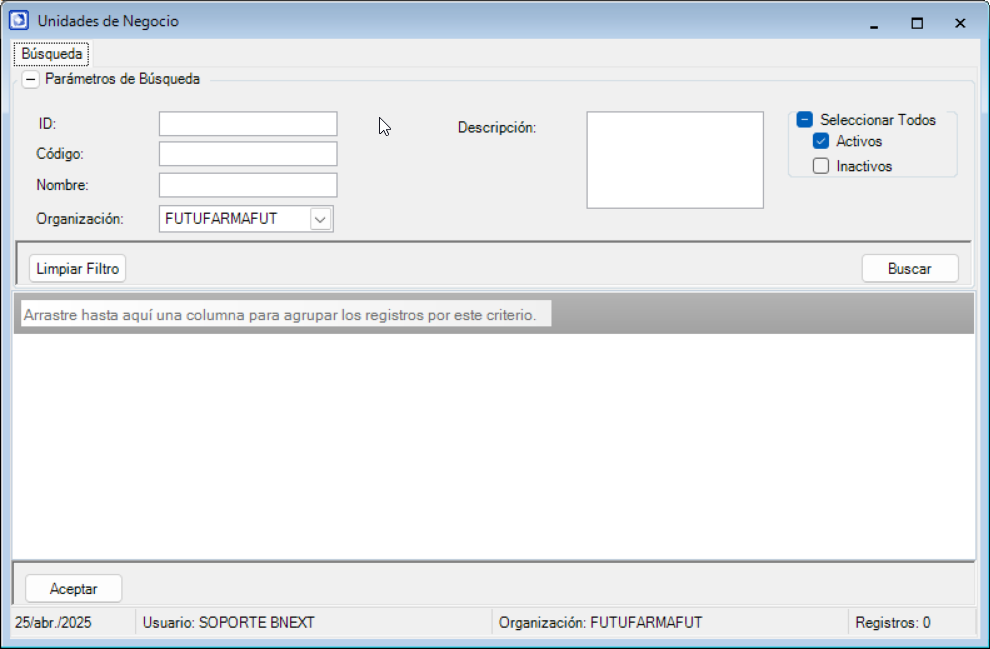 Unidades de Negocio
Búsqueda
Parámetros de Búsqueda
ID:
Código:
Nombre:
Organización: FUTUFARMAFUT
Descripción:
Seleccionar Todos
Activos
Inactivos
Limpiar Filtro
Buscar
Arrastre hasta aquí una columna para agrupar los registros por este criterio.
Aceptar
25/abr./2025
Usuario: SOPORTE BNEXT
Organización: FUTUFARMAFUT
Registros: 0